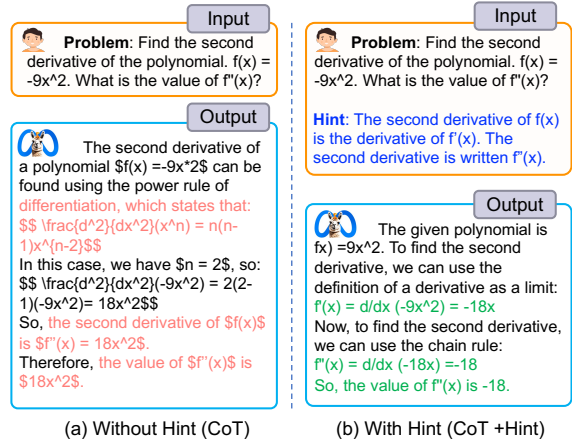 Input
Problem: Find the second
derivative of the polynomial. f(x) =
-9x^2. What is the value of f"(x)?
Output
The second derivative of
a polynomial $f(x) =-9x*2$ can be
found using the power rule of
differentiation, which states that:
$$ \frac{d^2}{dx^2}(x^n) = n(n-
1)x^{n-2}$$
In this case, we have $n = 2$, so:
$$ \frac{d^2}{dx^2}(-9x^2) = 2(2-
1)(-9x^2)= 18x^2$$
So, the second derivative of $f(x)$
is $f"(x) = 18x^2$.
Therefore, the value of $f"(x)$ is
$18x^2$.
(a) Without Hint (CoT)
Input
Problem: Find the second
derivative of the polynomial. f(x) =
-9x^2. What is the value of f"(x)?
Hint: The second derivative of f(x)
is the derivative of f'(x). The
second derivative is written f"(x).
Output
The given polynomial is
fx) =9x^2. To find the second
derivative, we can use the
definition of a derivative as a limit:
f'(x) = d/dx (-9x^2) = -18x
Now, to find the second derivative,
we can use the chain rule:
f"(x) = d/dx (-18x) =-18
So, the value of f"(x) is -18.
(b) With Hint (CoT +Hint)